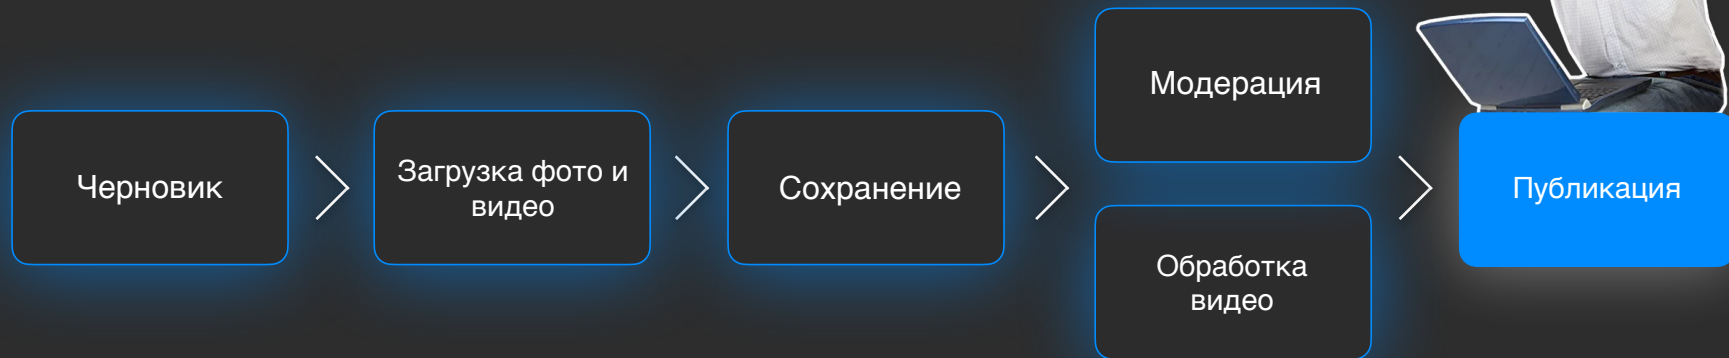 Черновик
Загрузка фото и
видео
Сохранение
Модерация
Обработка
видео
Публикация